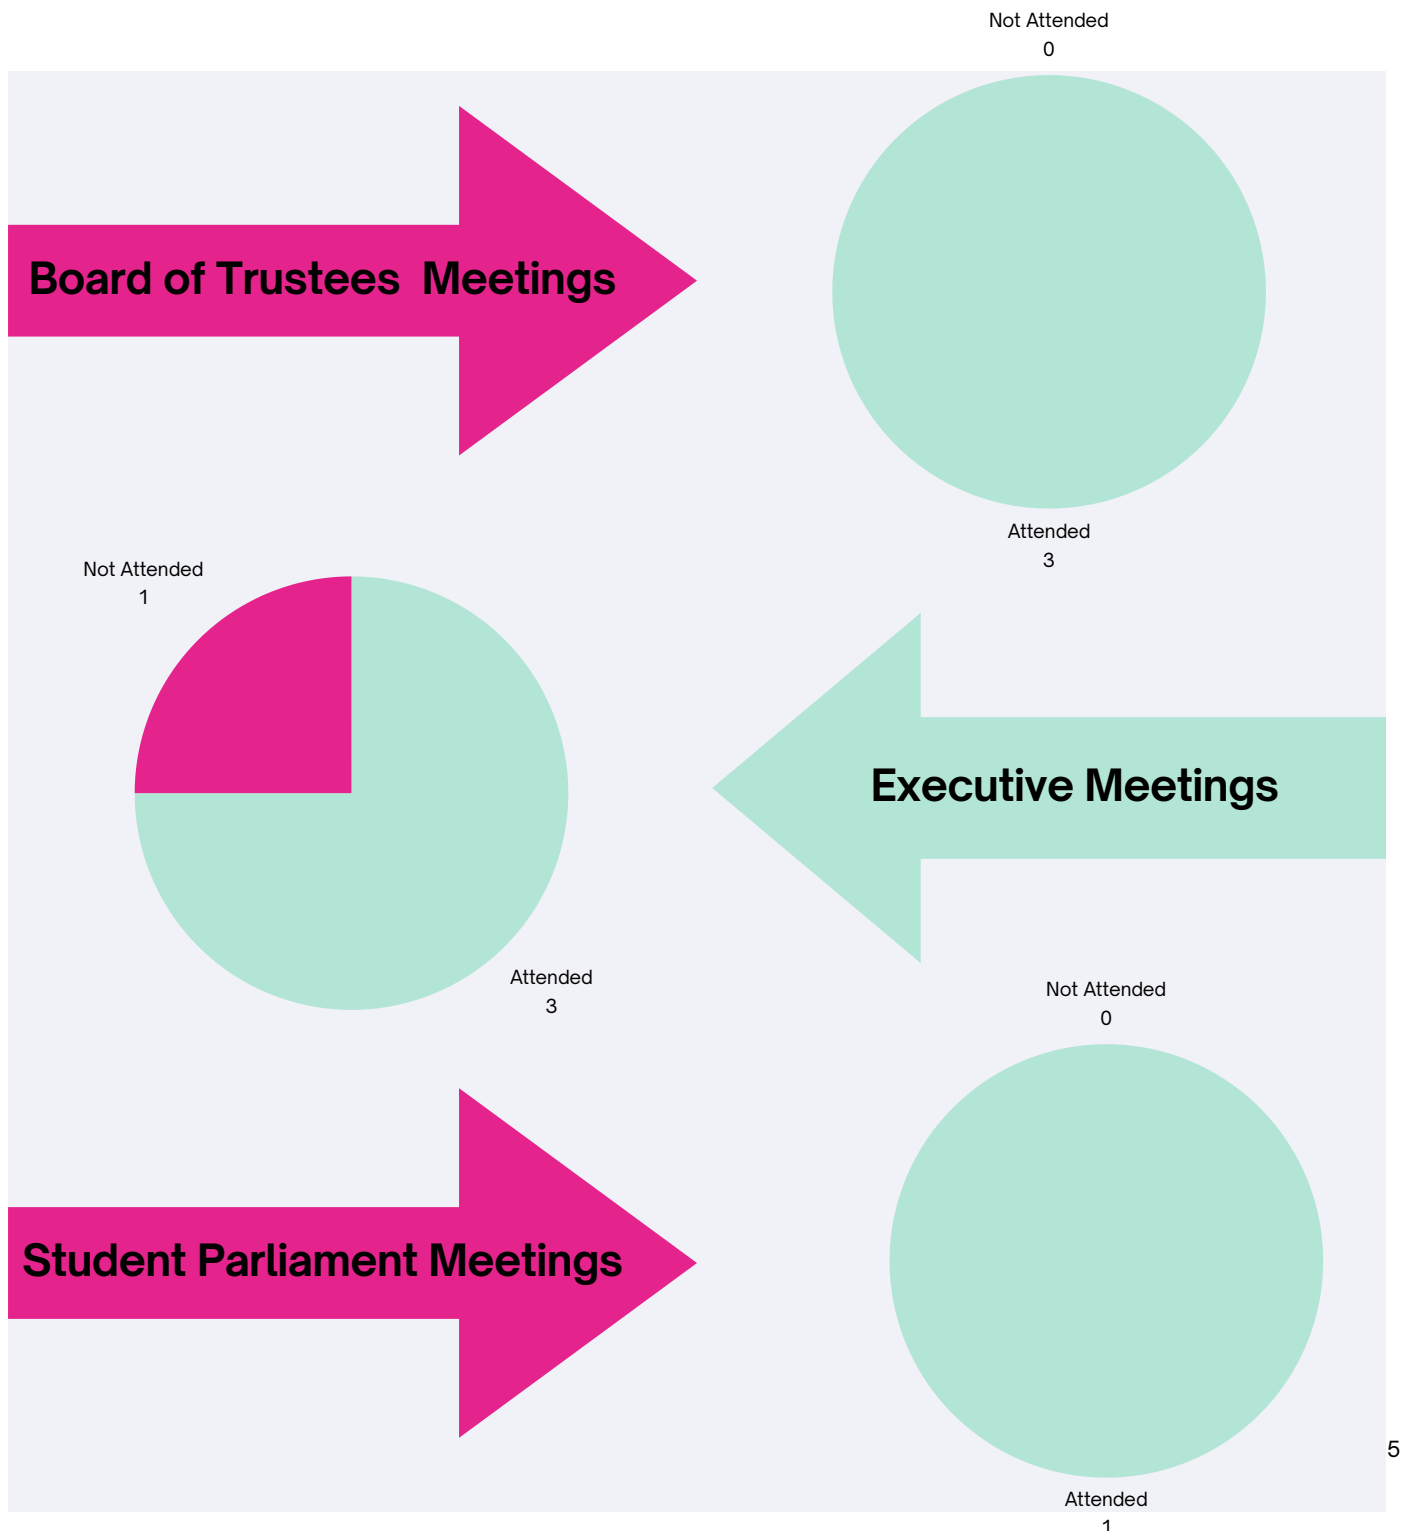 Not Attended
0
Board of Trustees  Meetings
Attended
3
Not Attended
1
Executive Meetings
Attended
3
Not Attended
0
Student Parliament Meetings
5
Attended
1